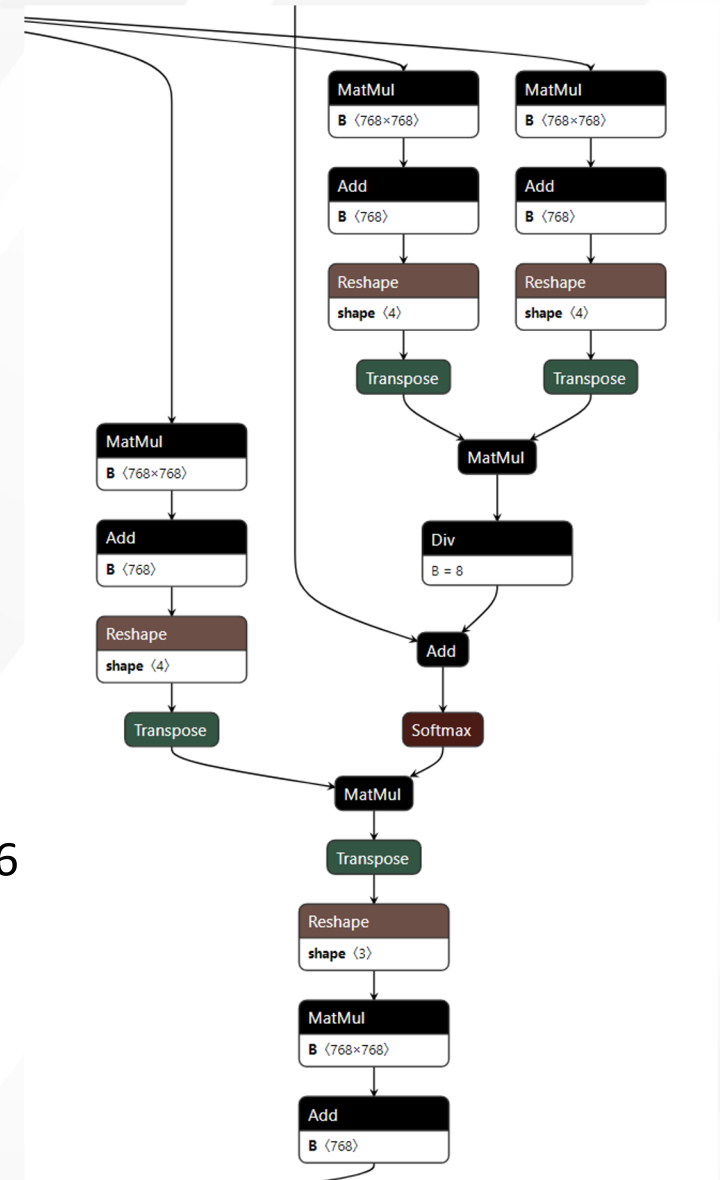 MatMul
B 〈768×768〉
Add
B 〈768〉
Reshape
shape 〈4〉
Transpose
MatMul
B 〈768×768〉
Add
B 〈768〉
Reshape
shape 〈4〉
Transpose
MatMul
Div
B = 8
MatMul
B 〈768×768〉
Add
B 〈768〉
Reshape
shape 〈4〉
Transpose
Add
Softmax
MatMul
6
Transpose
Reshape
shape 〈3〉
MatMul
B 〈768×768〉
Add
B 〈768〉